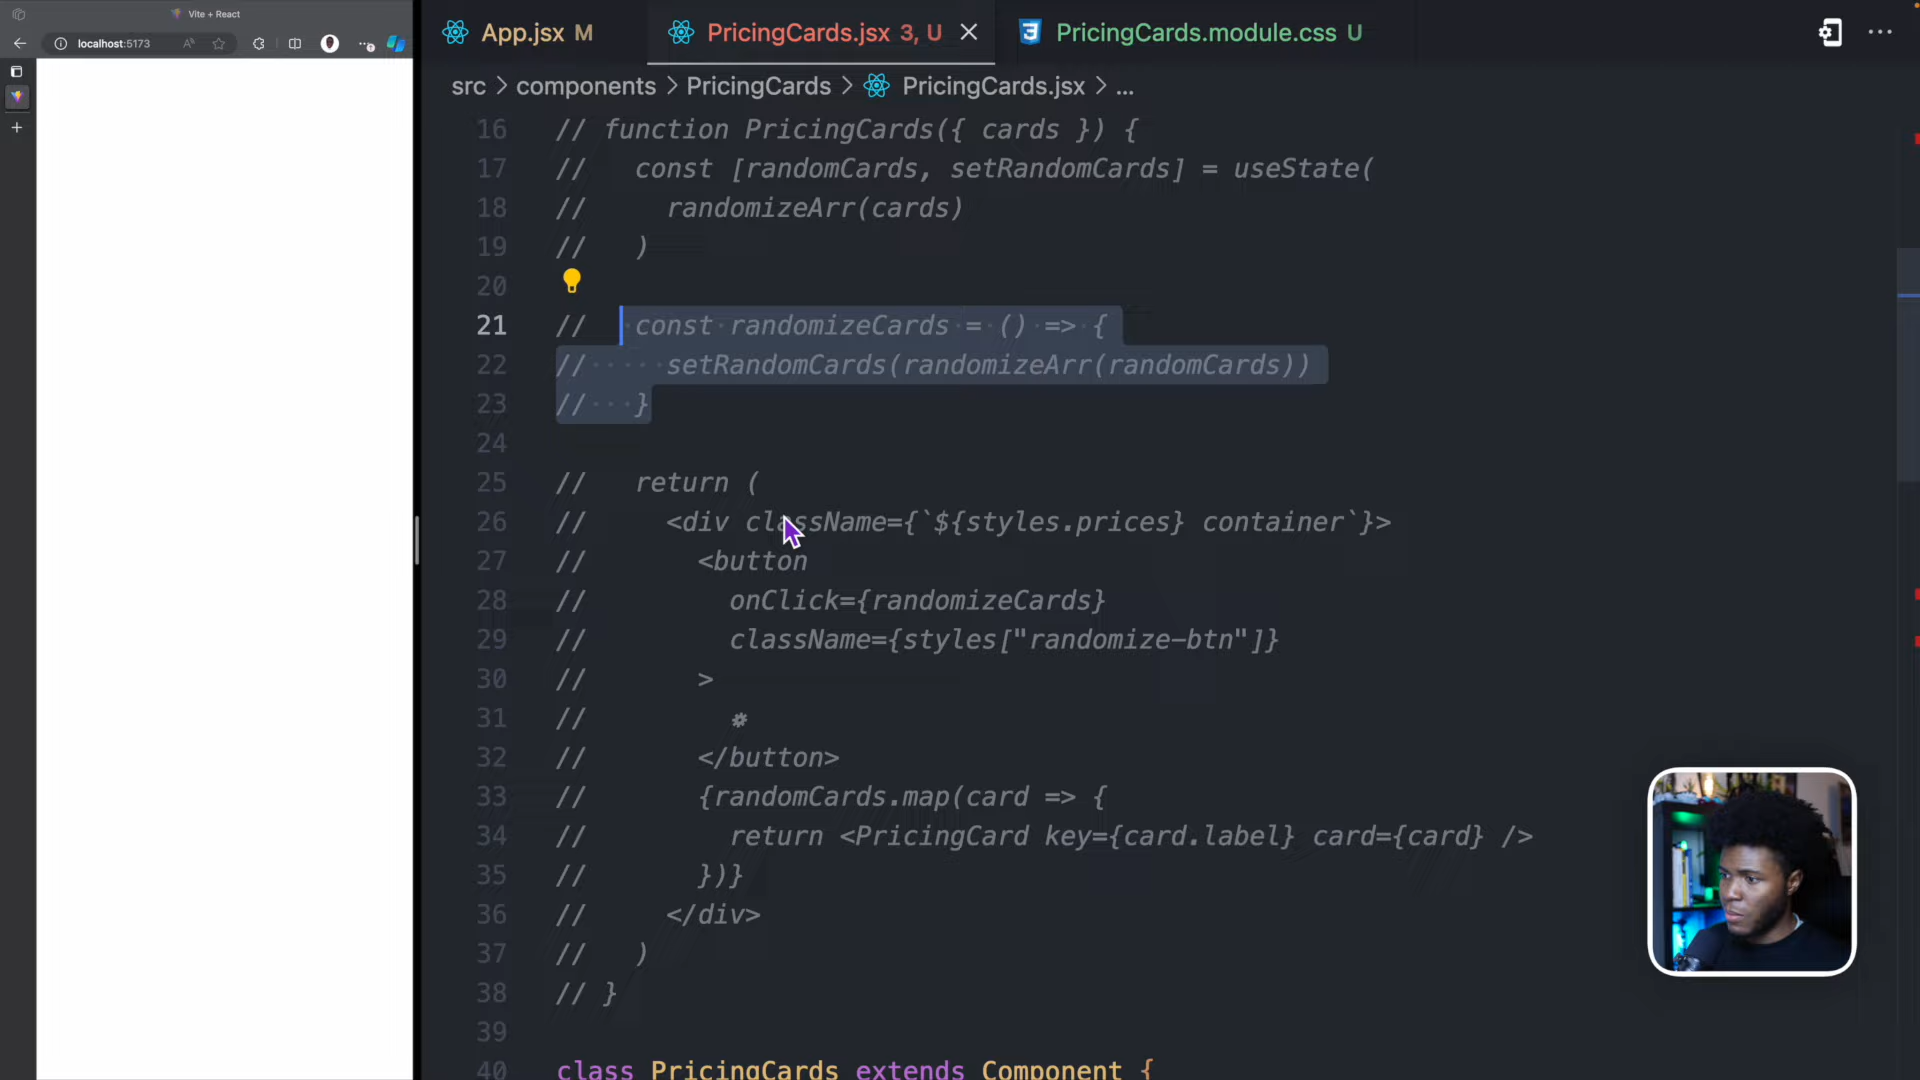 Vite + React
localhost:5173
App.jsx M
PricingCards.jsx 3, U
PricingCards.module.css U
src > components > PricingCards > PricingCards.jsx > ...
16 // function PricingCards({ cards }) {
17 //   const [randomCards, setRandomCards] = useState(
18 //     randomizeArr(cards)
19 //   )
20
21 //   const randomizeCards = () => {
22 //     setRandomCards(randomizeArr(randomCards))
23 //   }
24
25 //   return (
26 //     <div className={`${styles.prices} container`}>
27 //       <button
28 //         onClick={randomizeCards}
29 //         className={styles["randomize-btn"]}
30 //       >
31 //         *
32 //       </button>
33 //       {randomCards.map(card => {
34 //         return <PricingCard key={card.label} card={card} />
35 //       })}
36 //     </div>
37 //   )
38 // }
39
40 class PricingCards extends Component {